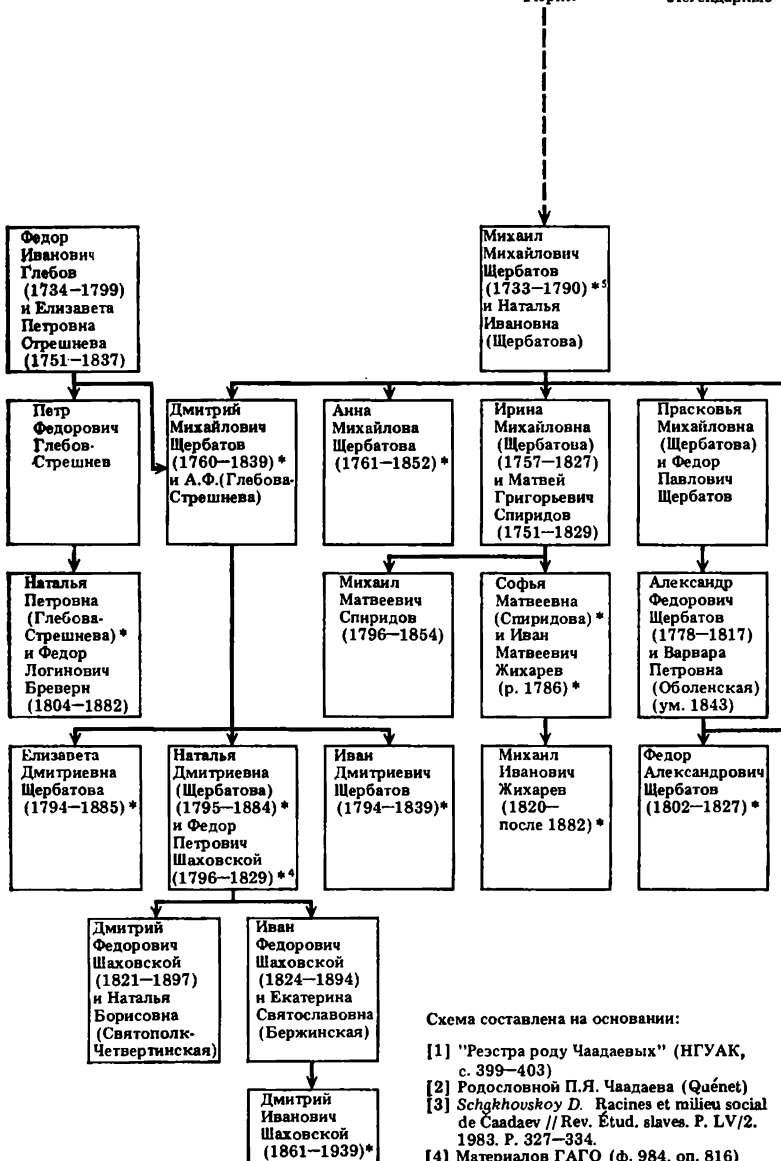 Федор
Иванович
Глебов
(1734—1799)
и Елизавета
Петровна
Стрешнева
(1751—1837)
Михаил
Михайлович
Щербатов
(1733—1790) *5
и Наталья
Ивановна
(Щербатова)
Петр
Федорович
Глебов-
Стрешнев
Дмитрий
Михайлович
Щербатов
(1760—1839) *
и А.Ф.(Глебова-
Стрешнева)
Анна
Михайлова
Щербатова
(1761—1852) *
Ирина
Михайловна
(Щербатова)
(1757—1827)
и Матвей
Григорьевич
Спиридов
(1751—1829)
Прасковья
Михайловна
(Щербатова)
и Федор
Павлович
Щербатов
Наталья
Петровна
(Глебова-
Стрешнева) *
и Федор
Логинович
Бреверн
(1804—1882)
Михаил
Матвеевич
Спиридов
(1796—1854)
Софья
Матвеевна
(Спиридова) *
и Иван
Матвеевич
Жихарев
(р. 1786) *
Александр
Федорович
Щербатов
(1778—1817)
и Варвара
Петровна
(Оболенская)
(ум. 1843)
Елизавета
Дмитриевна
Щербатова
(1794—1885) *
Наталья
Дмитриевна
(Щербатова)
(1795—1884) *
и Федор
Петрович
Шаховской
(1796—1829) *4
Иван
Дмитриевич
Щербатов
(1794—1839)*
Михаил
Иванович
Жихарев
(1820—
после 1882) *
Федор
Александрович
Щербатов
(1802—1827) *
Дмитрий
Федорович
Шаховской
(1821—1897)
и Наталья
Борисовна
(Святополк-
Четвертинская)
Иван
Федорович
Шаховской
(1824—1894)
и Екатерина
Святославовна
(Бержинская)
Дмитрий
Иванович
Шаховской
(1861—1939)*
Схема составлена на основании:
[1] "Реэстра роду Чаадаевых" (НГУАК,
с. 399—403)
[2] Родословной П.Я. Чаадаева (Quénet)
[3] Schakhovskoy D. Racines et milieu social
de Čaadaev // Rev. Étud. slaves. P. LV/2.
1983. P. 327—334.
[4] Материалов ГАГО (ф. 984, оп. 816)